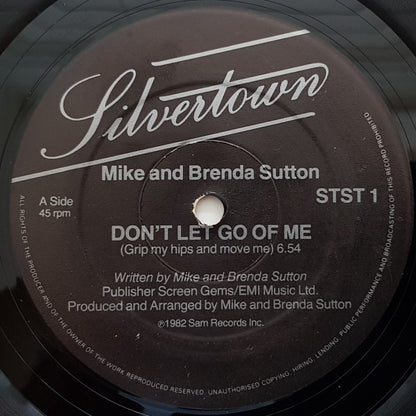 Silvertown
Mike and Brenda Sutton
A Side
45 rpm
STST 1
DON'T LET GO OF ME
(Grip my hips and move me) 6.54
Written by Mike and Brenda Sutton
Publisher Screen Gems/EMI Music Ltd.
Produced and Arranged by Mike and Brenda Sutton
℗1982 Sam Records Inc.
ALL RIGHTS OF THE PRODUCER AND OF THE OWNER OF THE WORK REPRODUCED RESERVED. UNAUTHORISED COPYING, HIRING, LENDING, PUBLIC PERFORMANCE AND BROADCASTING OF THIS RECORD PROHIBITED